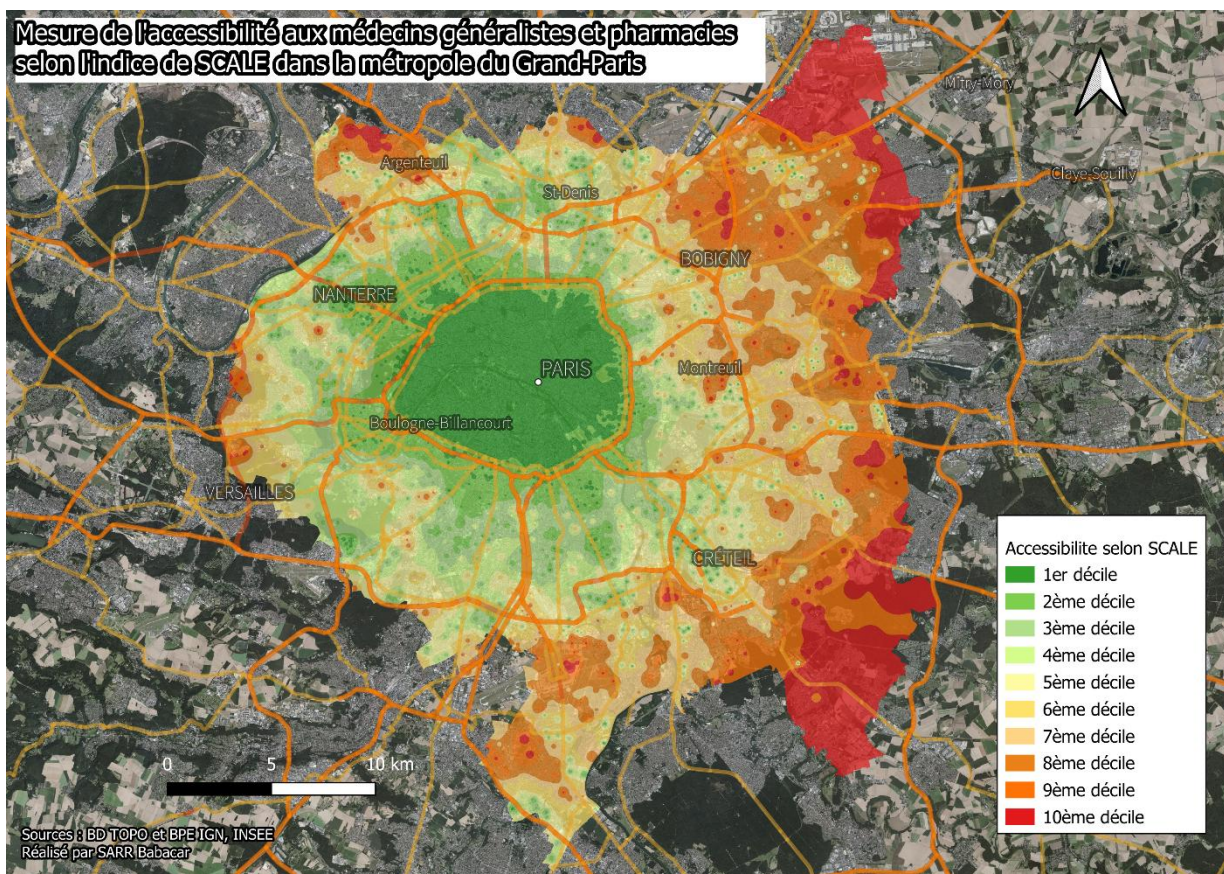 Mesure de l'accessibilité aux médecins généralistes et pharmacies
selon l'indice de SCALE dans la métropole du Grand-Paris
Mitry-Mory
Argenteuil
Claye-Souilly
St-Denis
BOBIGNY
NANTERRE
PARIS
Montreuil
Boulogne-Billancourt
VERSAILLES
CRÉTEIL
Accessibilite selon SCALE
1er décile
2ème décile
3ème décile
4ème décile
5ème décile
6ème décile
7ème décile
8ème décile
9ème décile
10ème décile
0 5 10 km
Sources : BD TOPO et BPE IGN, INSEE
Réalisé par SARR Babacar